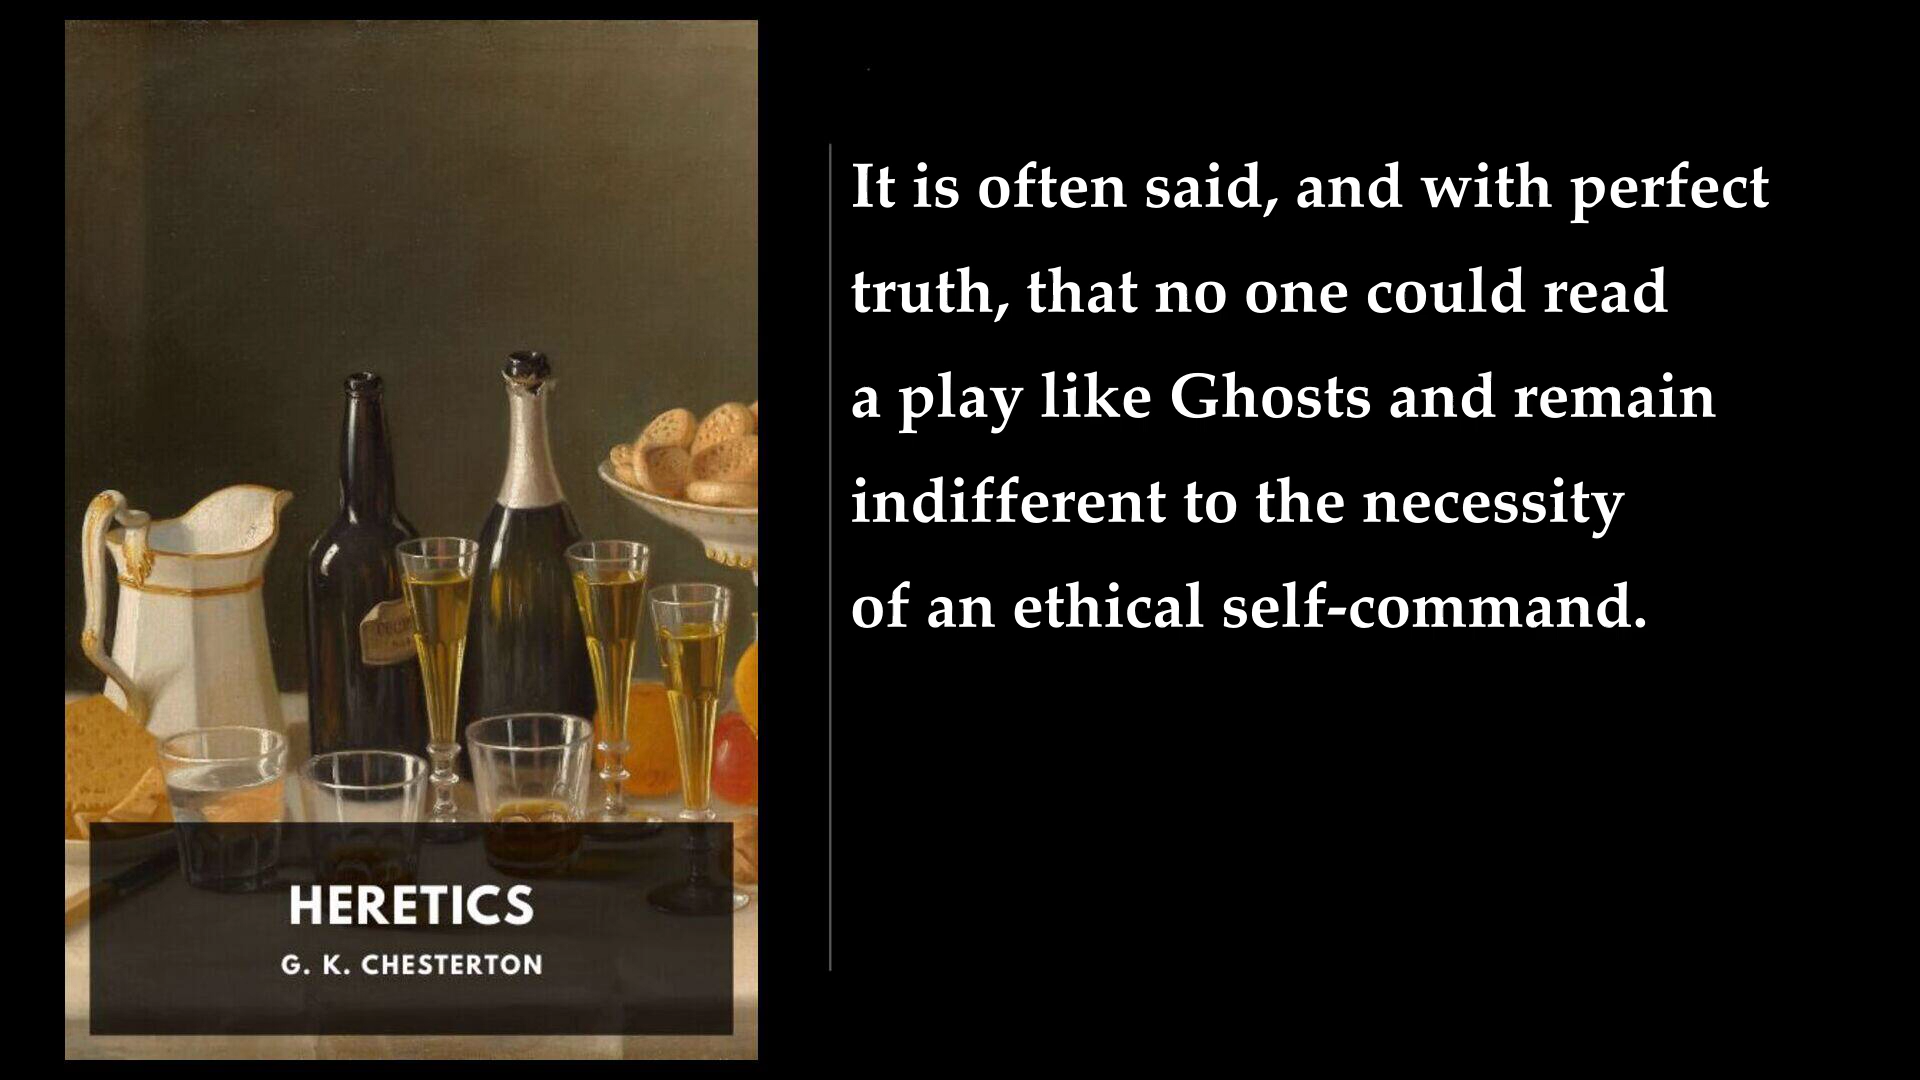 It is often said, and with perfect
truth, that no one could read
a play like Ghosts and remain
indifferent to the necessity
of an ethical self-command.
HERETICS
G. K. CHESTERTON